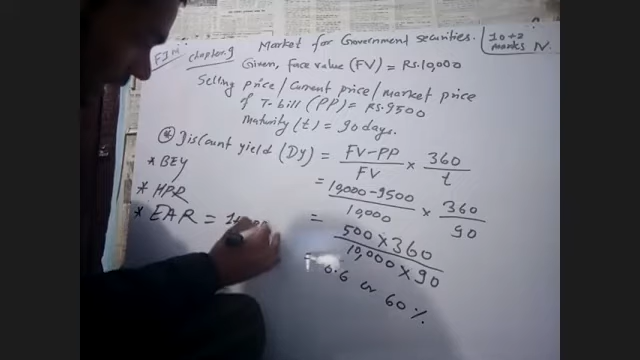 FIM
chapter.9
Market for Government securities.
10+2 marks IV.
Given, Face value (FV) = Rs.10,000
Selling price / current price / market price
of T-bill (PP) = Rs.9500
Maturity (t) = 90 days.
* Discount yield (Dy) = FV-PP / FV × 360 / t
* BEY
= 10,000-9500 / 10,000 × 360 / 90
* HPR
= 500×360 / 10,000×90
* EAR =
0.6 or 60%